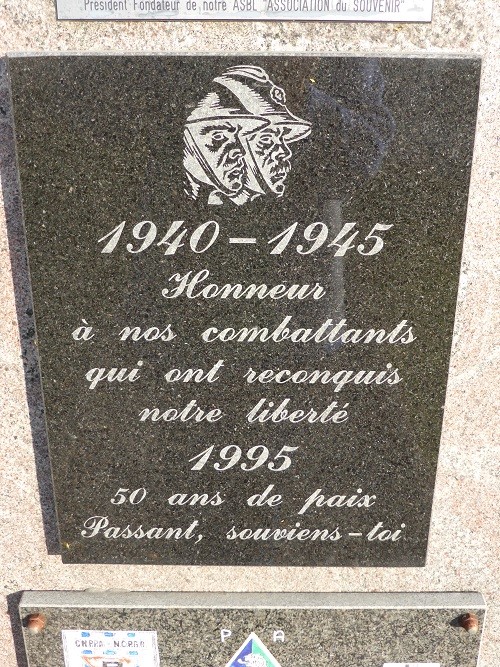 Président Fondateur de notre ASBL "ASSOCIATION du SOUVENIR"
1940 - 1945
Honneur
à nos combattants
qui ont reconquis
notre liberté
1995
50 ans de paix
Passant, souviens-toi
P A